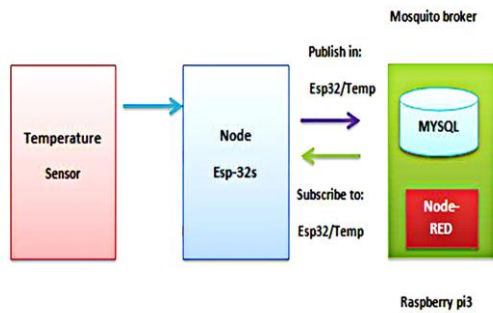 Mosquito broker
Publish in:
Esp32/Temp
MYSQL
Temperature
Sensor
Node
Esp-32s
Subscribe to:
Esp32/Temp
Node-
RED
Raspberry pi3